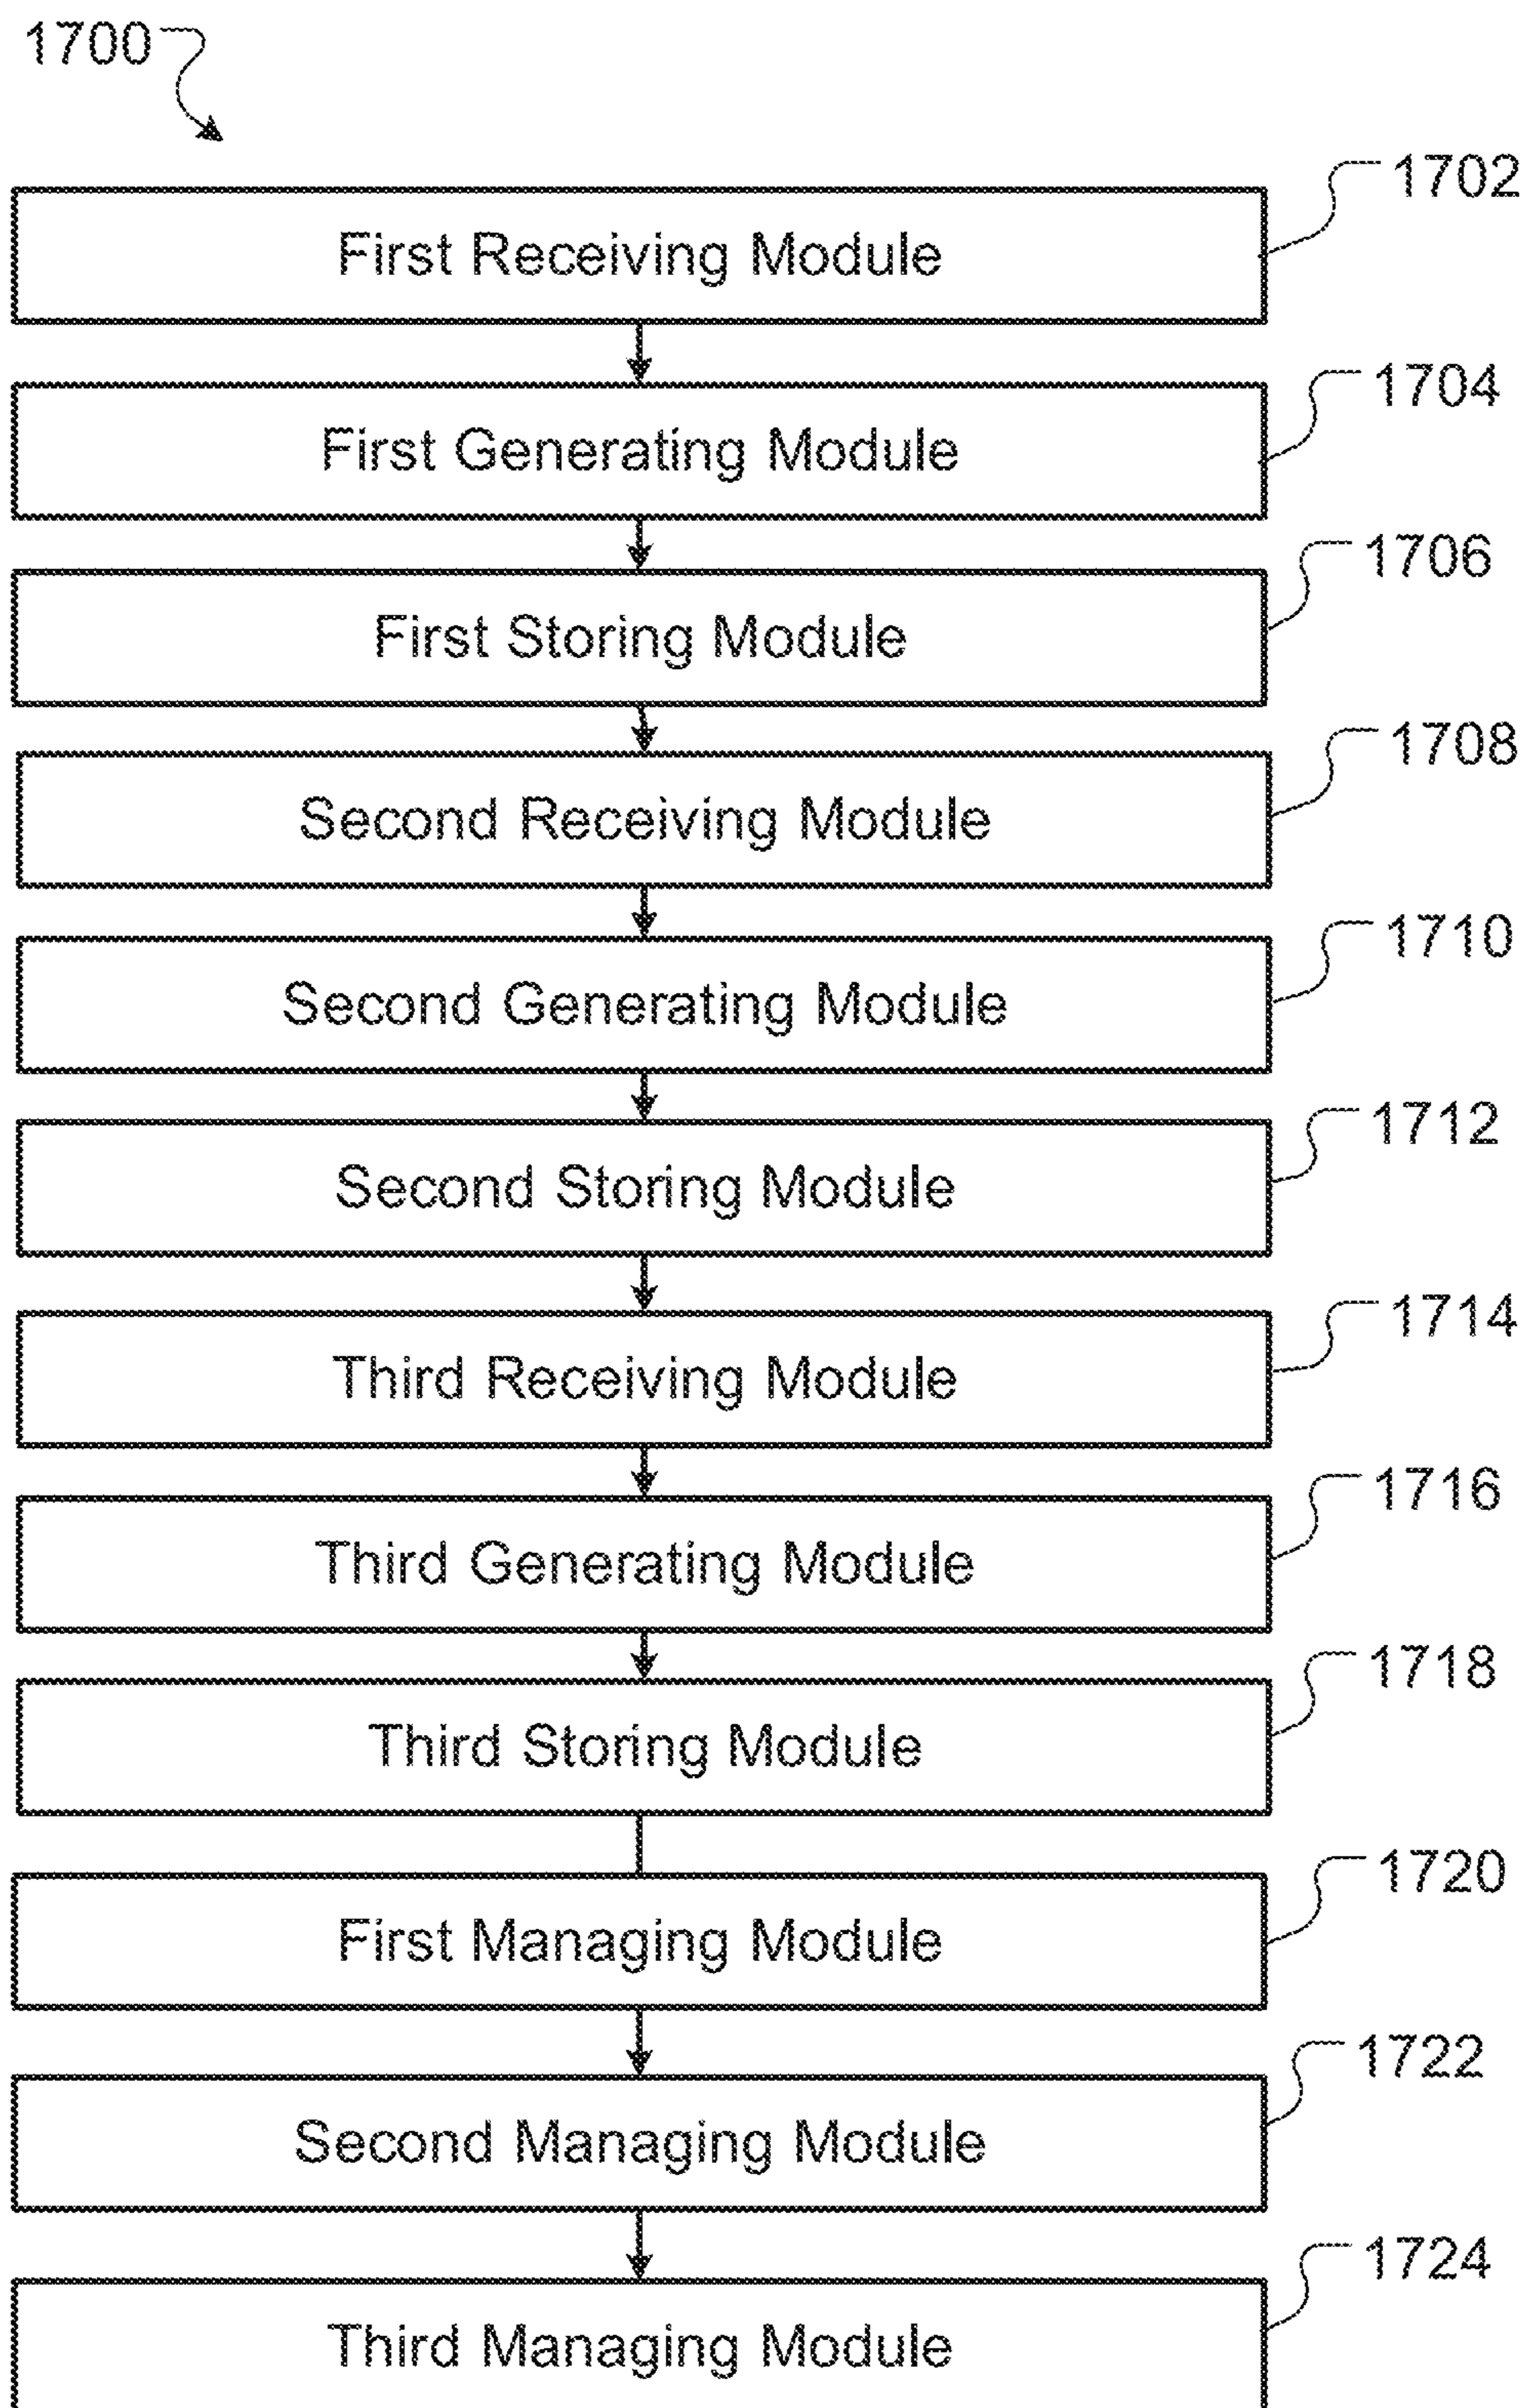 1700
1702
First Receiving Module
1704
First Generating Module
1706
First Storing Module
1708
Second Receiving Module
1710
Second Generating Module
1712
Second Storing Module
1714
Third Receiving Module
1716
Third Generating Module
1718
Third Storing Module
1720
First Managing Module
1722
Second Managing Module
1724
Third Managing Module